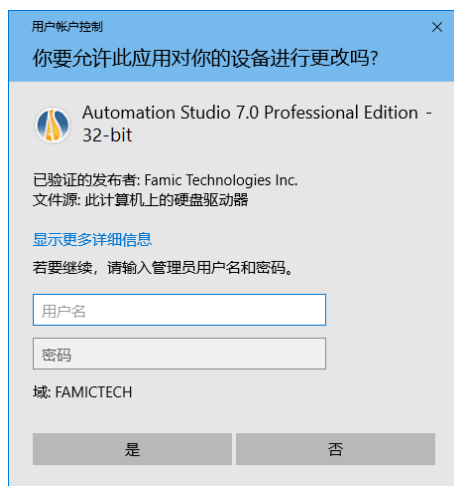 用户帐户控制
你要允许此应用对你的设备进行更改吗?
Automation Studio 7.0 Professional Edition -
32-bit
已验证的发布者: Famic Technologies Inc.
文件源: 此计算机上的硬盘驱动器
显示更多详细信息
若要继续，请输入管理员用户名和密码。
用户名
密码
域: FAMICTECH
是
否